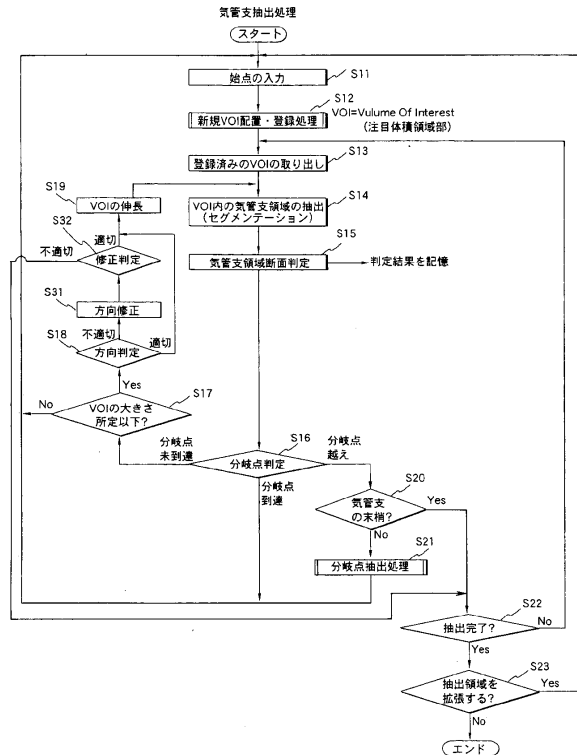 気管支抽出処理
スタート
始点の入力
S11
S12
新規VOI配置・登録処理
VOI=Vulume Of Interest
(注目体積領域部)
登録済みのVOIの取り出し
S13
S19
VOIの伸長
S14
VOI内の気管支領域の抽出
(セグメンテーション)
S32
適切
不適切
修正判定
S15
気管支領域断面判定
判定結果を記憶
S31
方向修正
S18
不適切
方向判定
適切
Yes
S17
No
VOIの大きさ
所定以下?
S16
分岐点
未到達
分岐点判定
分岐点
越え
分岐点
到達
S20
気管支
の末梢?
Yes
No
S21
分岐点抽出処理
S22
抽出完了?
No
Yes
S23
抽出領域を
拡張する?
Yes
No
エンド